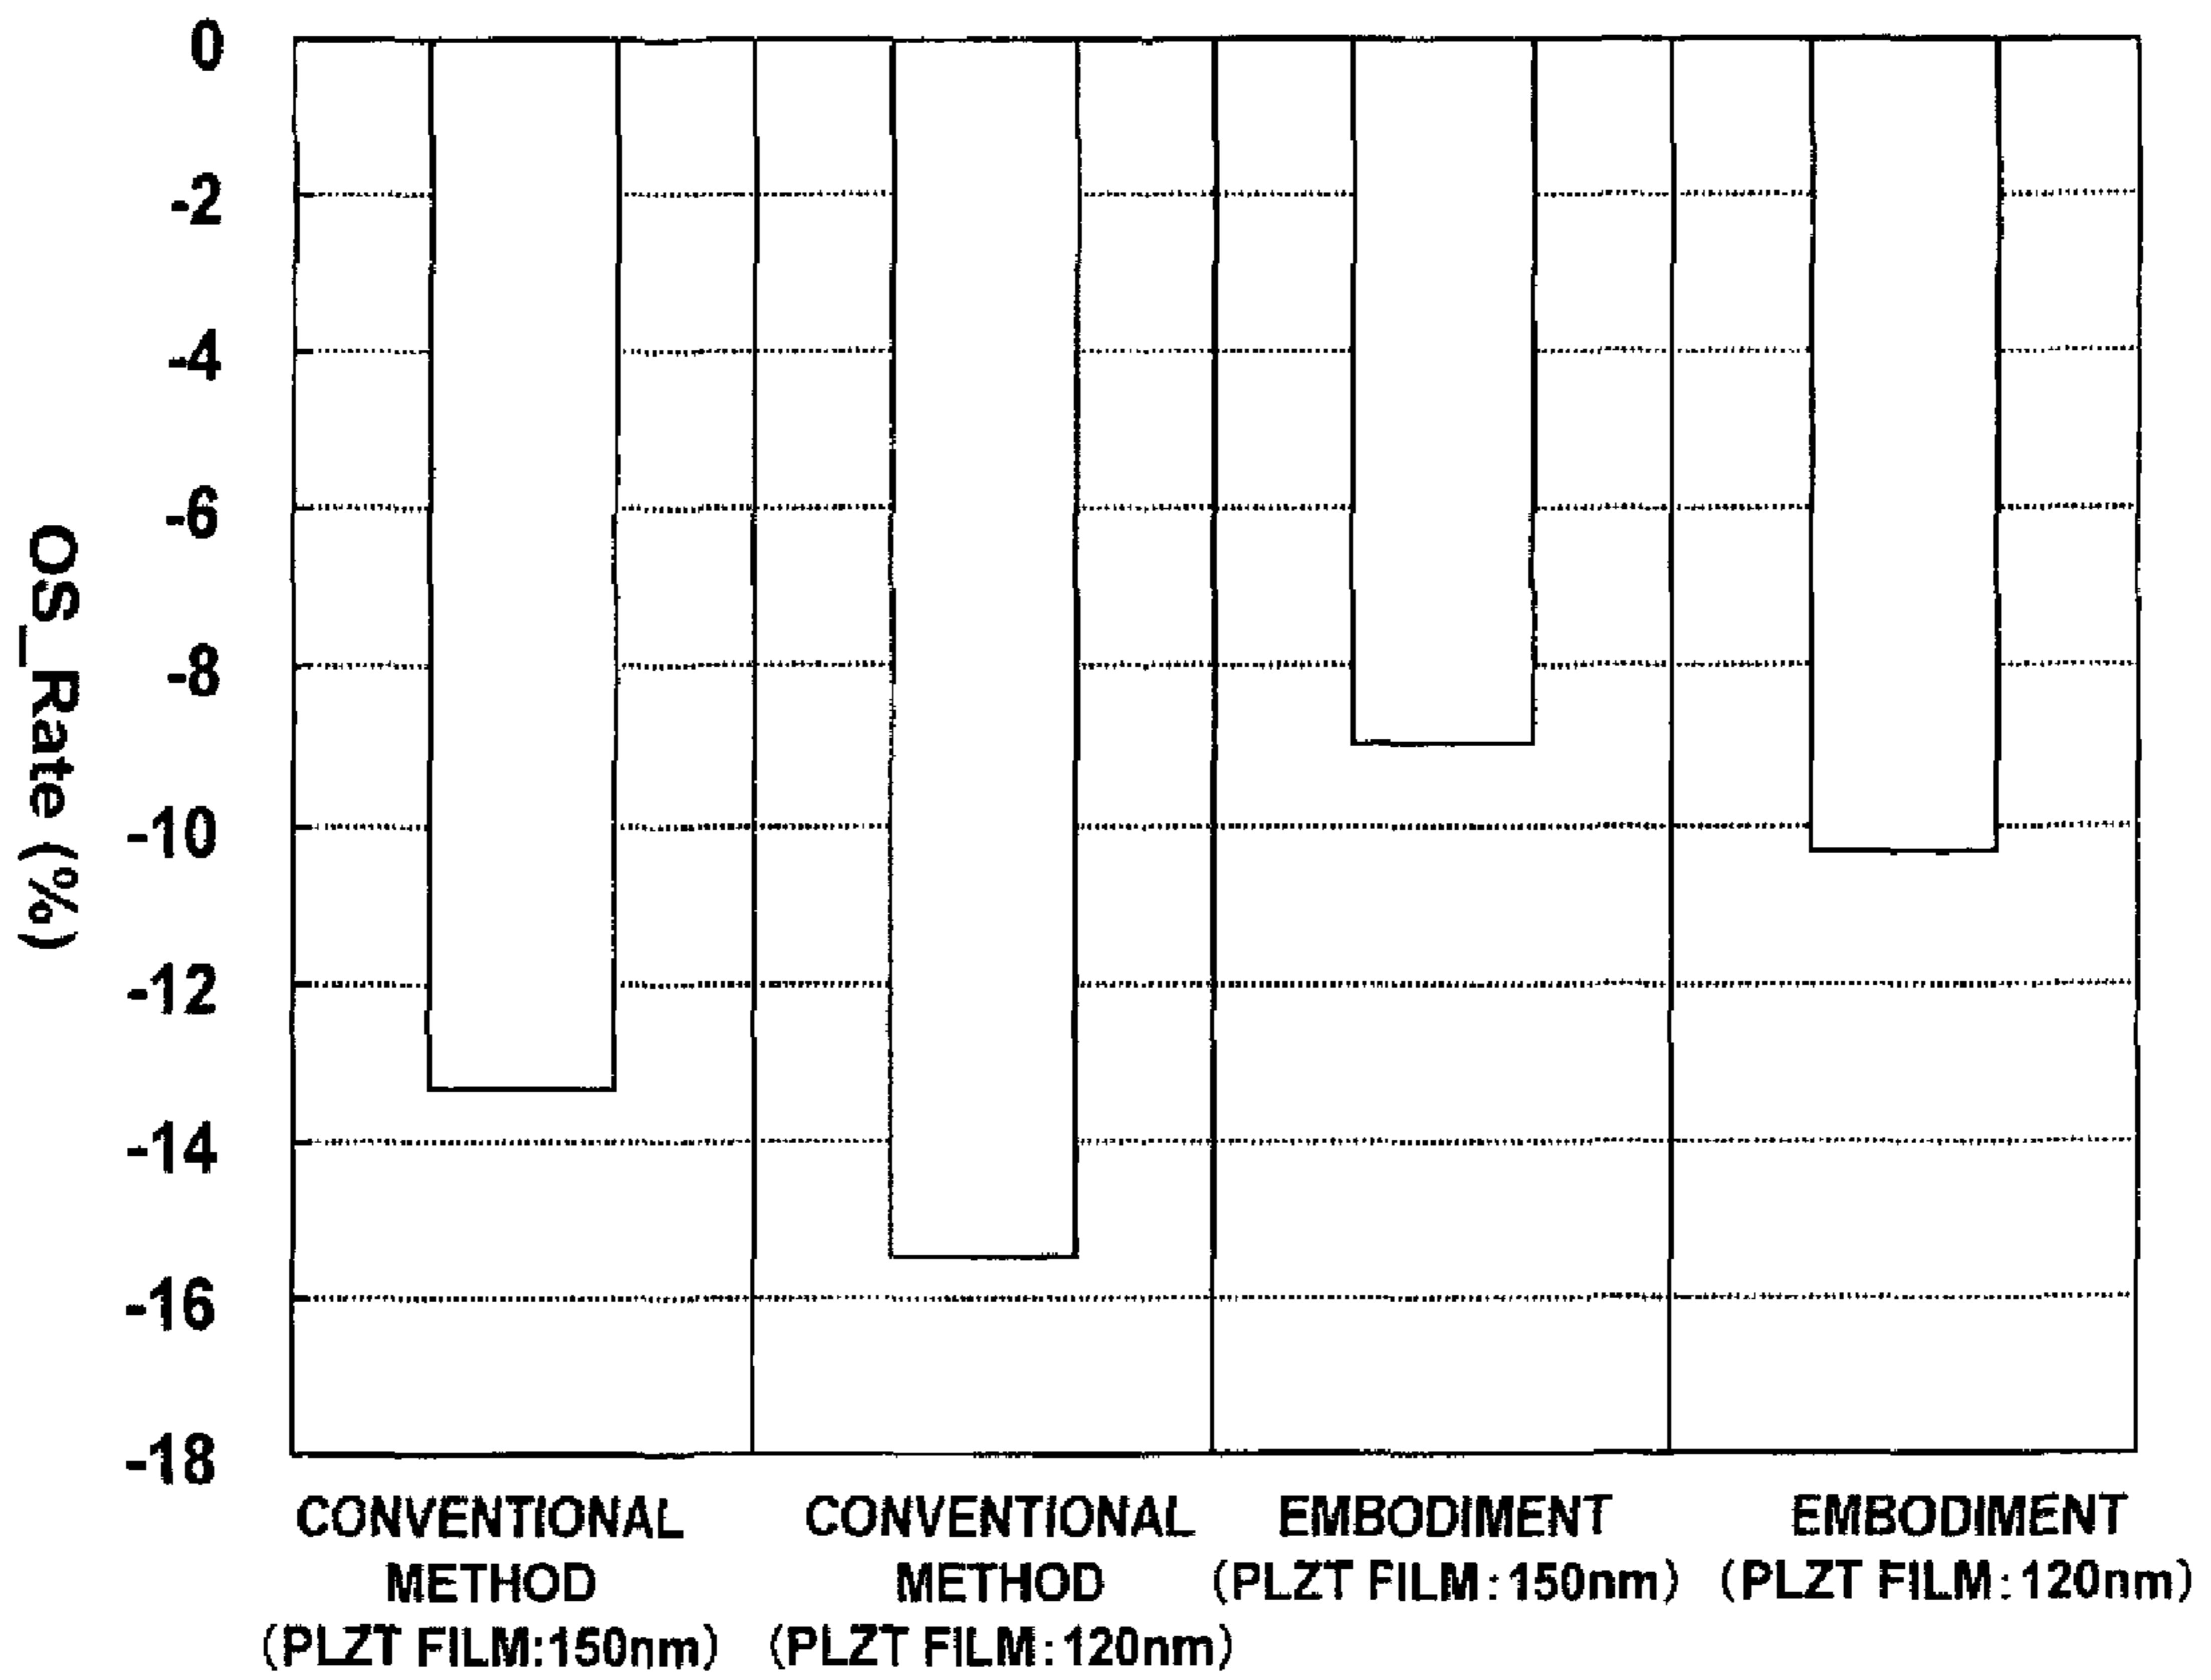 0
-2
-4
-6
-8
-10
-12
-14
-16
-18
OS_Rate (%)
CONVENTIONAL
METHOD
(PLZT FILM:150nm)
CONVENTIONAL
METHOD
(PLZT FILM:120nm)
EMBODIMENT
(PLZT FILM:150nm)
EMBODIMENT
(PLZT FILM:120nm)